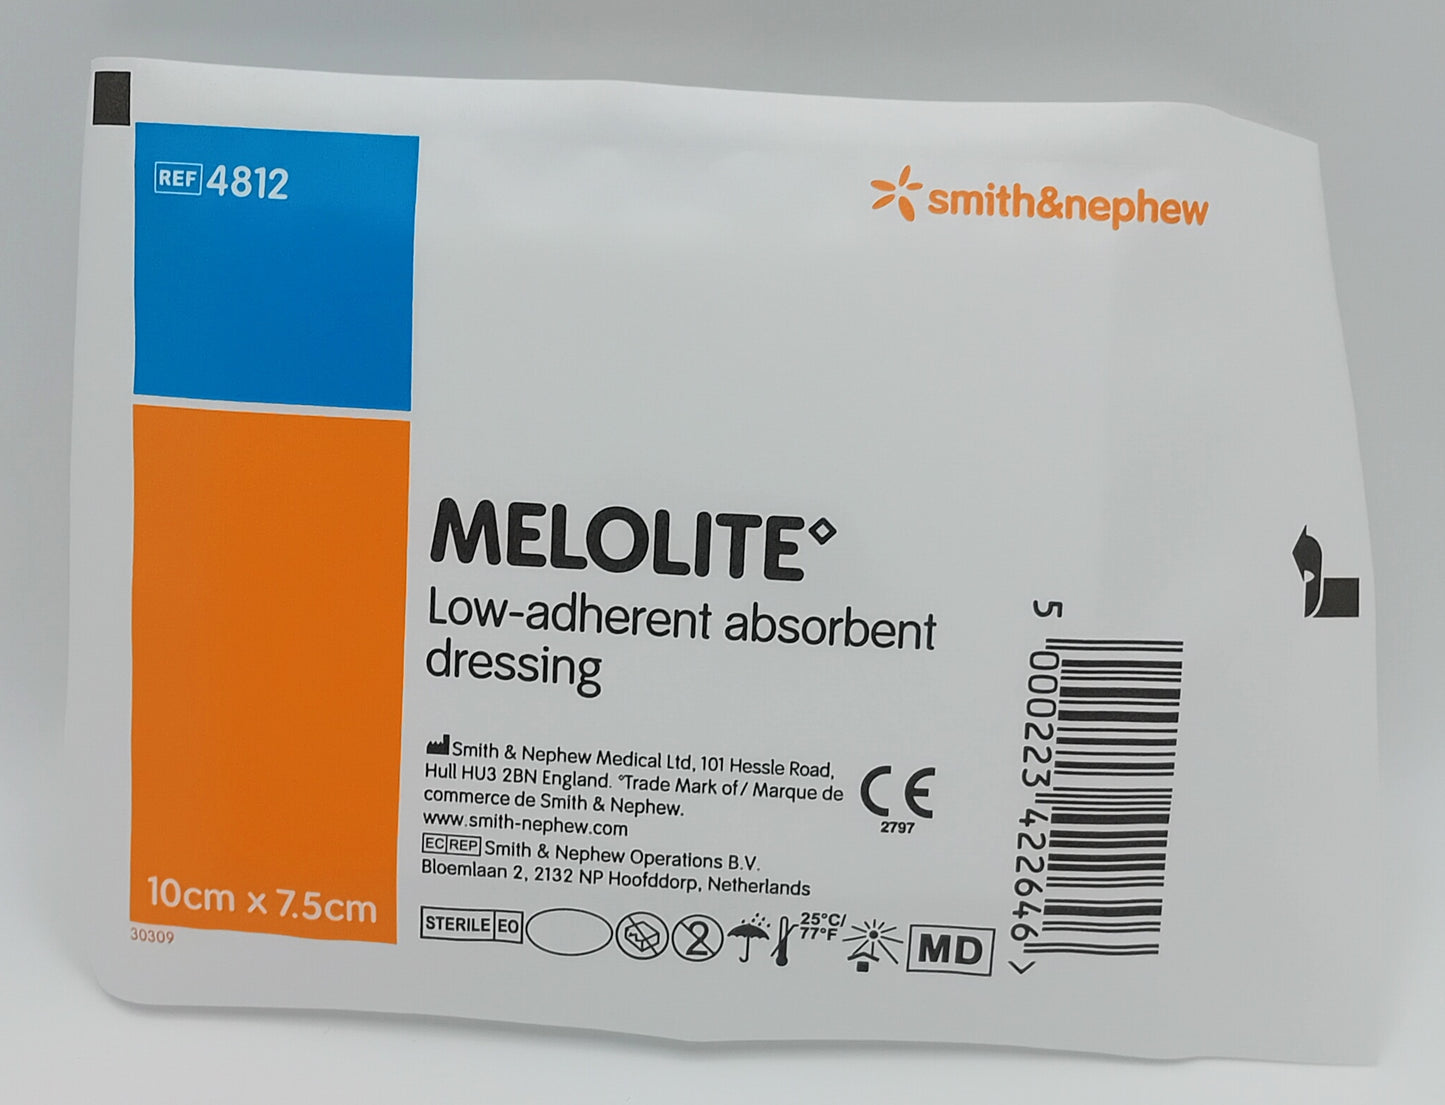 REF 4812
smith&nephew
MELOLITE◊
Low-adherent absorbent
dressing
Smith & Nephew Medical Ltd, 101 Hessle Road,
Hull HU3 2BN England. ◊Trade Mark of / Marque de
commerce de Smith & Nephew.
www.smith-nephew.com
EC REP Smith & Nephew Operations B.V.
Bloemlaan 2, 2132 NP Hoofddorp, Netherlands
CE
2797
10cm x 7.5cm
30309
STERILE EO
2
25°C/
77°F
MD
5 000223 422646 >